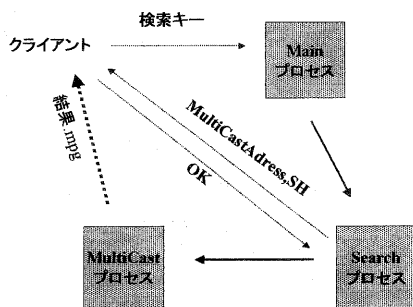 検索キー
クライアント
Main
プロセス
MultiCastAdress,SH
OK
結果.mpg
MultiCast
プロセス
Search
プロセス